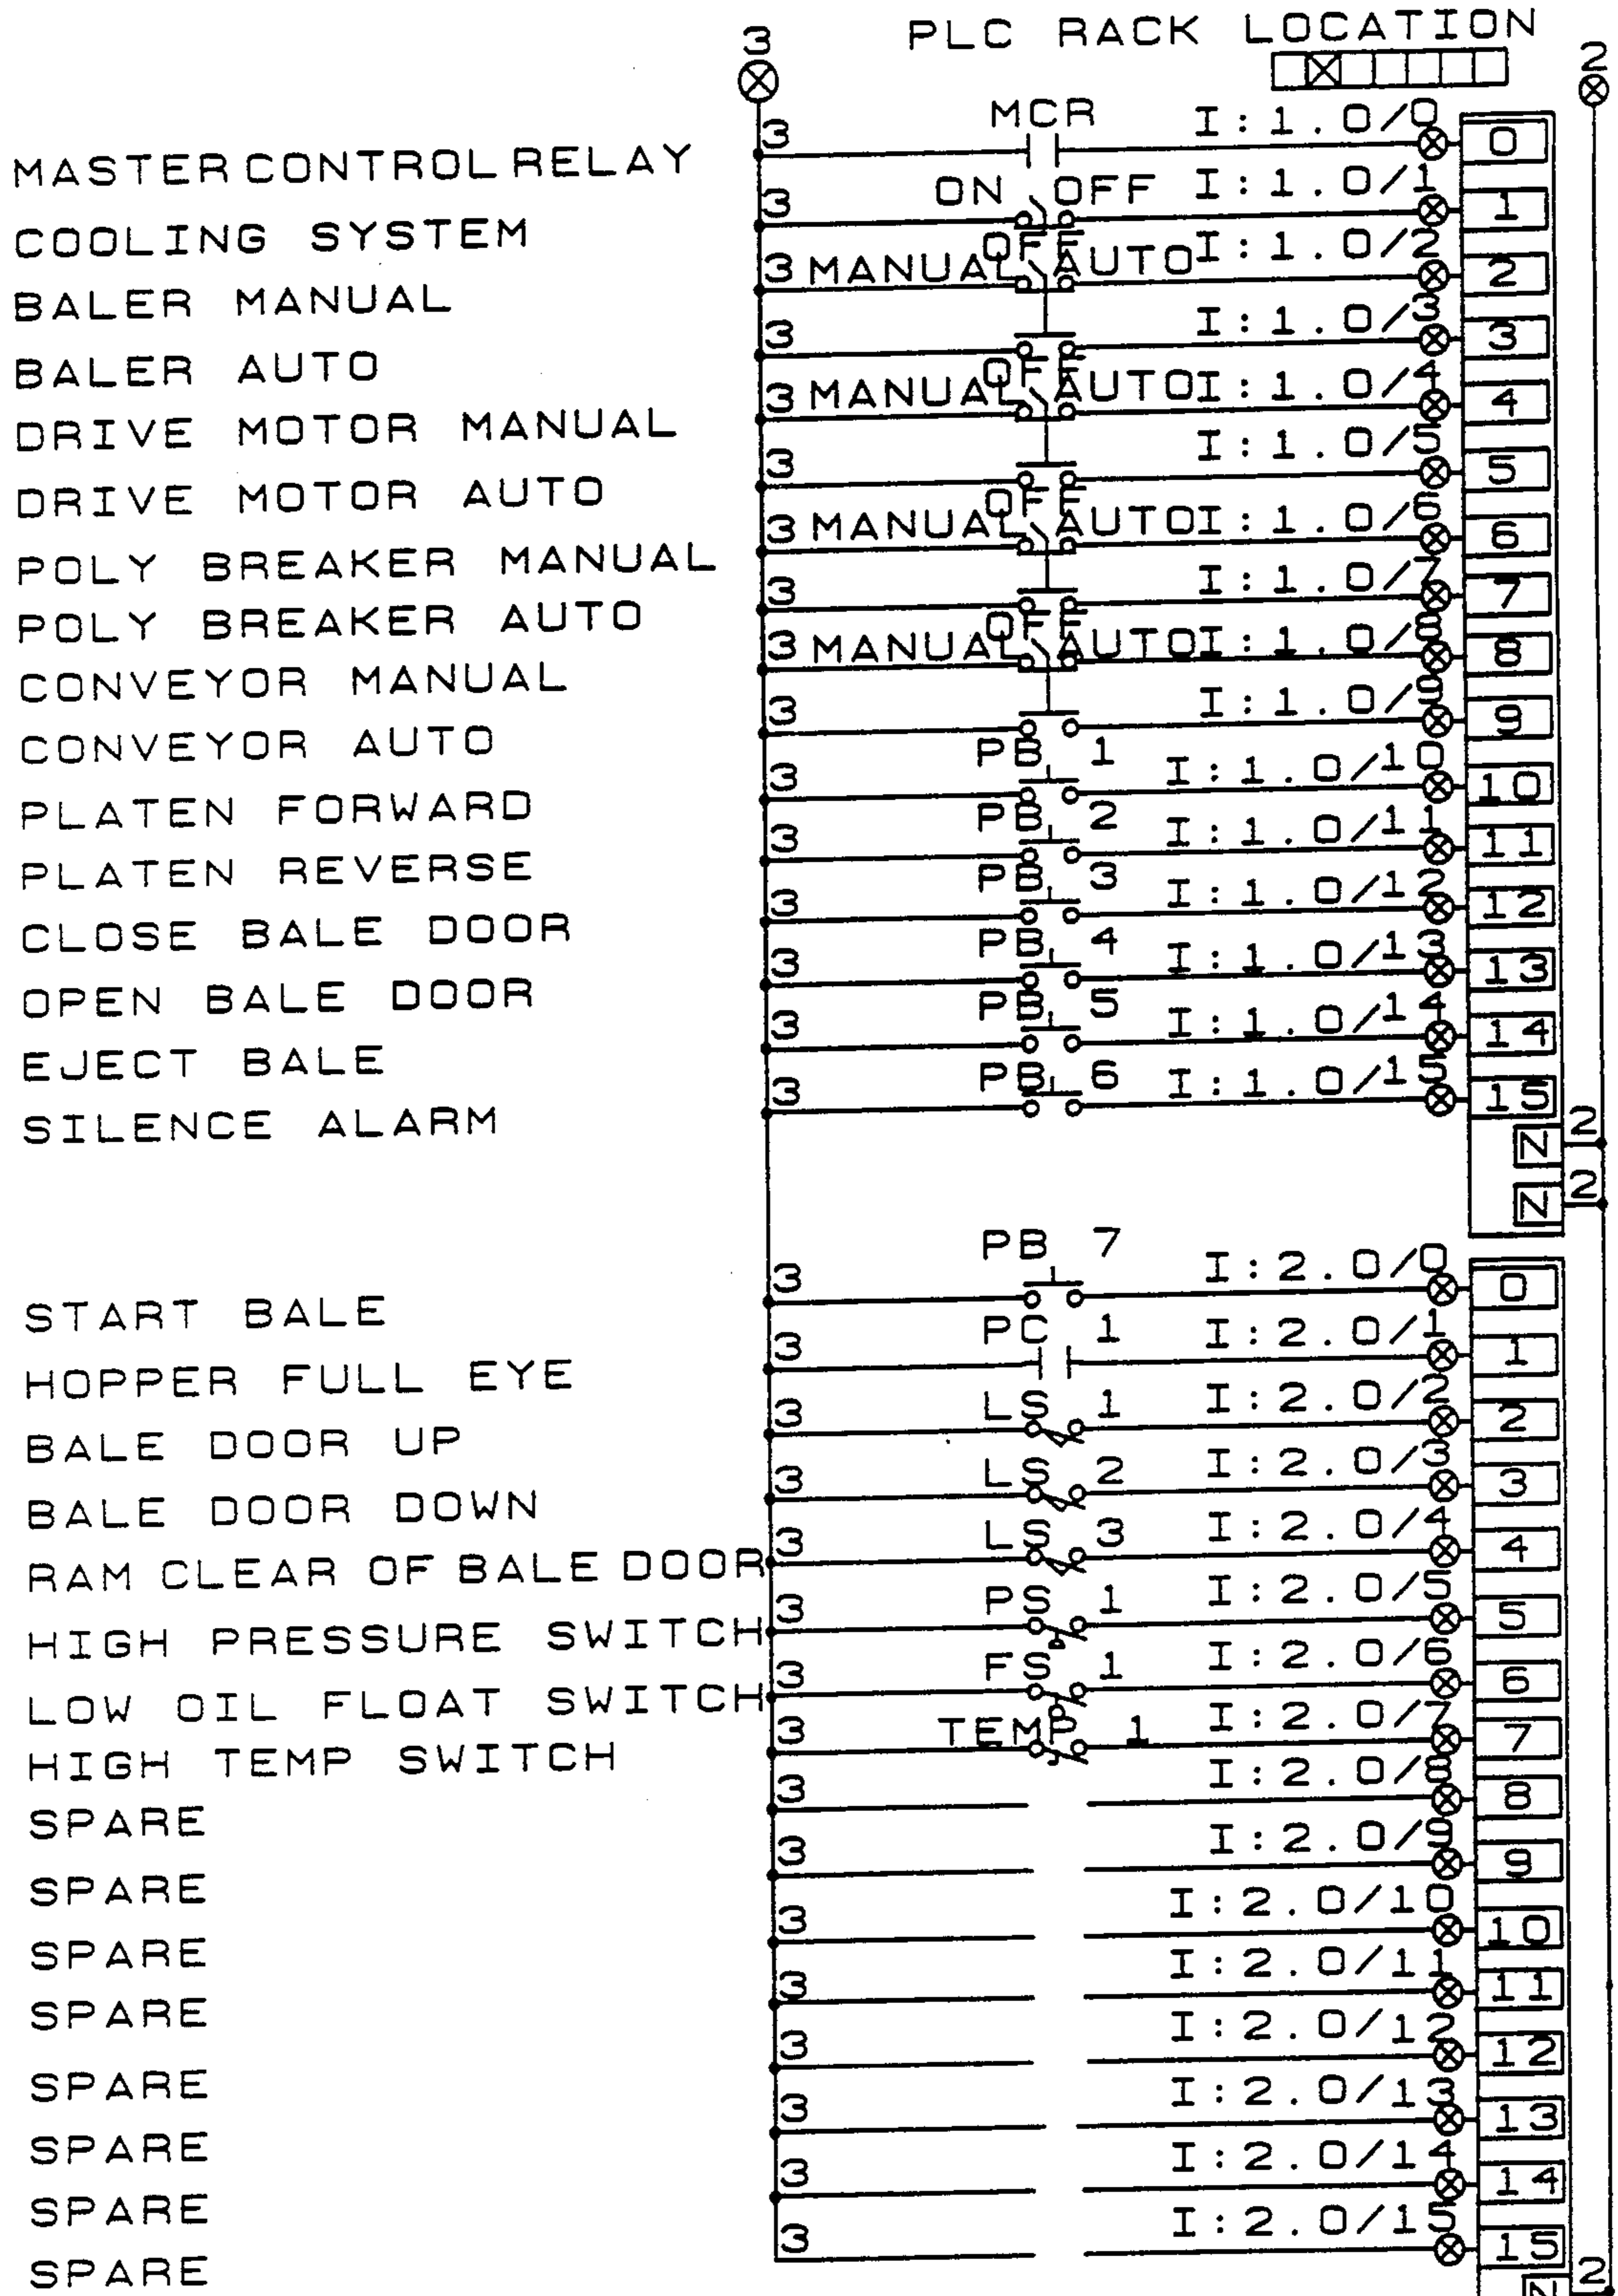 PLC RACK LOCATION
3 2
MASTER CONTROL RELAY 3 MCR I:1.0/0 0
COOLING SYSTEM 3 ON OFF I:1.0/1 1
BALER MANUAL 3 MANUAL OFF AUTO I:1.0/2 2
BALER AUTO 3 I:1.0/3 3
DRIVE MOTOR MANUAL 3 MANUAL OFF AUTO I:1.0/4 4
DRIVE MOTOR AUTO 3 I:1.0/5 5
POLY BREAKER MANUAL 3 MANUAL OFF AUTO I:1.0/6 6
POLY BREAKER AUTO 3 I:1.0/7 7
CONVEYOR MANUAL 3 MANUAL OFF AUTO I:1.0/8 8
CONVEYOR AUTO 3 I:1.0/9 9
PLATEN FORWARD 3 PB 1 I:1.0/10 10
PLATEN REVERSE 3 PB 2 I:1.0/11 11
CLOSE BALE DOOR 3 PB 3 I:1.0/12 12
OPEN BALE DOOR 3 PB 4 I:1.0/13 13
EJECT BALE 3 PB 5 I:1.0/14 14
SILENCE ALARM 3 PB 6 I:1.0/15 15
N 2
N 2
START BALE 3 PB 7 I:2.0/0 0
HOPPER FULL EYE 3 PC 1 I:2.0/1 1
BALE DOOR UP 3 LS 1 I:2.0/2 2
BALE DOOR DOWN 3 LS 2 I:2.0/3 3
RAM CLEAR OF BALE DOOR 3 LS 3 I:2.0/4 4
HIGH PRESSURE SWITCH 3 PS 1 I:2.0/5 5
LOW OIL FLOAT SWITCH 3 FS 1 I:2.0/6 6
HIGH TEMP SWITCH 3 TEMP 1 I:2.0/7 7
SPARE 3 I:2.0/8 8
SPARE 3 I:2.0/9 9
SPARE 3 I:2.0/10 10
SPARE 3 I:2.0/11 11
SPARE 3 I:2.0/12 12
SPARE 3 I:2.0/13 13
SPARE 3 I:2.0/14 14
SPARE 3 I:2.0/15 15
N 2